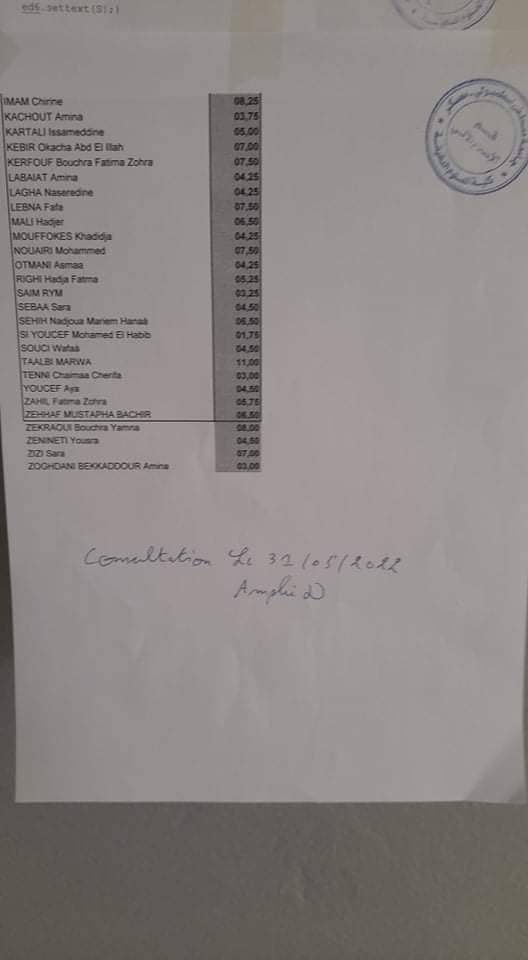 ed6.settext(S);}
IMAM Chirine 08,25
KACHOUT Amina 03,75
KARTALI Issameddine 05,00
KEBIR Okacha Abd El Illah 07,00
KERFOUF Bouchra Fatima Zohra 07,50
LABAIAT Amina 04,25
LAGHA Naseredine 04,25
LEBNA Fafa 07,50
MALI Hadjer 06,50
MOUFFOKES Khadidja 04,25
NOUAIRI Mohammed 07,50
OTMANI Asmaa 04,25
RIGHI Hadja Fatma 05,25
SAIM RYM 03,25
SEBAA Sara 04,50
SEHIH Nadjoua Mariem Hanaà 06,50
SI YOUCEF Mohamed El Habib 01,75
SOUCI Wafaà 04,50
TAALBI MARWA 11,00
TENNI Chaimaa Cherifa 03,00
YOUCEF Aya 04,50
ZAHIL Fatima Zohra 05,75
ZEHHAF MUSTAPHA BACHIR 06,50
ZEKRAOUI Bouchra Yamna 08,00
ZENINETI Yousra 04,50
ZIZI Sara 07,00
ZOGHDANI BEKKADDOUR Amina 03,00
Consultation Le 31/05/2022
Amphi D